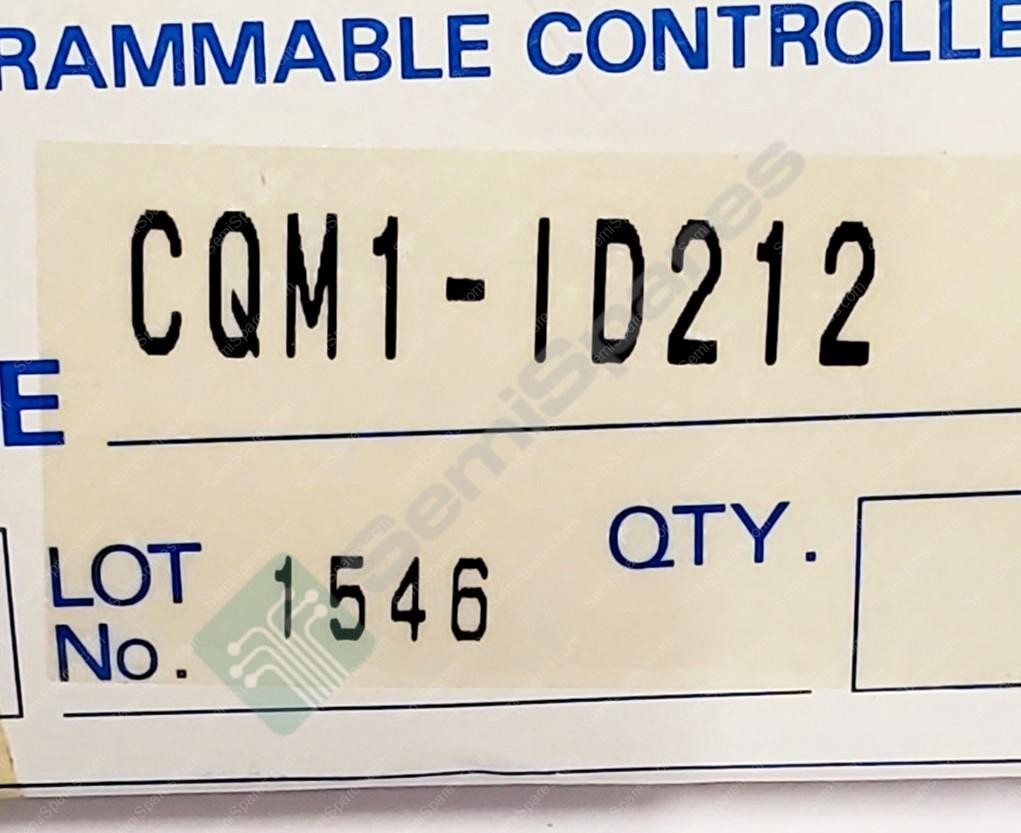 RAMMABLE CONTROLLE
CQM1-ID212
E
LOT No. 1546
QTY.
SemiSpares